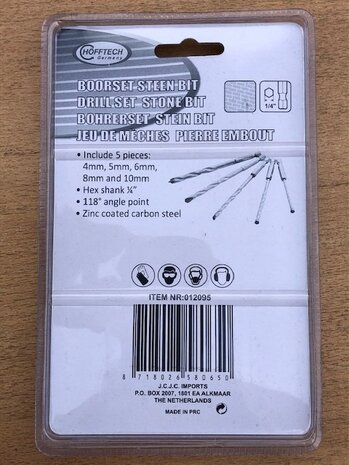 HOFFTECH
Germany
BOORSET STEEN BIT
DRILLSET STONE BIT
BOHRERSET STEIN BIT
JEU DE MÈCHES PIERRE EMBOUT
1/4"
• Include 5 pieces:
4mm, 5mm, 6mm,
8mm and 10mm
• Hex shank ¼"
• 118° angle point
• Zinc coated carbon steel
ITEM NR:012095
8 718026 580650
J.C.J.C. IMPORTS
P.O. BOX 2007, 1801 EA ALKMAAR
THE NETHERLANDS
MADE IN PRC